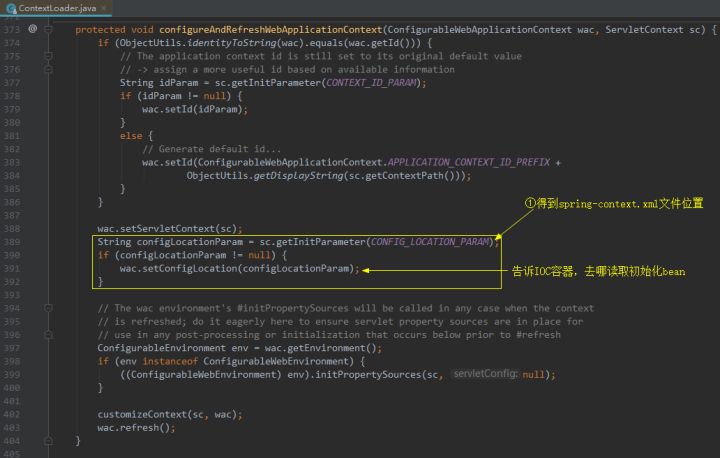 ContextLoader.java
372
373 @ protected void configureAndRefreshWebApplicationContext(ConfigurableWebApplicationContext wac, ServletContext sc) {
374 if (ObjectUtils.identityToString(wac).equals(wac.getId())) {
375 // The application context id is still set to its original default value
376 // -> assign a more useful id based on available information
377 String idParam = sc.getInitParameter(CONTEXT_ID_PARAM);
378 if (idParam != null) {
379 wac.setId(idParam);
380 }
381 else {
382 // Generate default id...
383 wac.setId(ConfigurableWebApplicationContext.APPLICATION_CONTEXT_ID_PREFIX +
384 ObjectUtils.getDisplayString(sc.getContextPath()));
385 }
386 }
387 ①得到spring-context.xml文件位置
388 wac.setServletContext(sc);
389 String configLocationParam = sc.getInitParameter(CONFIG_LOCATION_PARAM);
390 if (configLocationParam != null) {
391 wac.setConfigLocation(configLocationParam); 告诉IOC容器，去哪读取初始化bean
392 }
393
394 // The wac environment's #initPropertySources will be called in any case when the context
395 // is refreshed; do it eagerly here to ensure servlet property sources are in place for
396 // use in any post-processing or initialization that occurs below prior to #refresh
397 ConfigurableEnvironment env = wac.getEnvironment();
398 if (env instanceof ConfigurableWebEnvironment) {
399 ((ConfigurableWebEnvironment) env).initPropertySources(sc, servletConfig: null);
400 }
401
402 customizeContext(sc, wac);
403 wac.refresh();
404 }
405